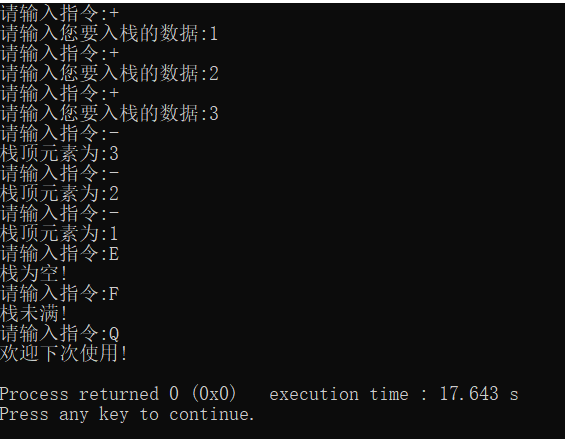 请输入指令:+
请输入您要入栈的数据:1
请输入指令:+
请输入您要入栈的数据:2
请输入指令:+
请输入您要入栈的数据:3
请输入指令:-
栈顶元素为:3
请输入指令:-
栈顶元素为:2
请输入指令:-
栈顶元素为:1
请输入指令:E
栈为空!
请输入指令:F
栈未满!
请输入指令:Q
欢迎下次使用!
Process returned 0 (0x0)   execution time : 17.643 s
Press any key to continue.